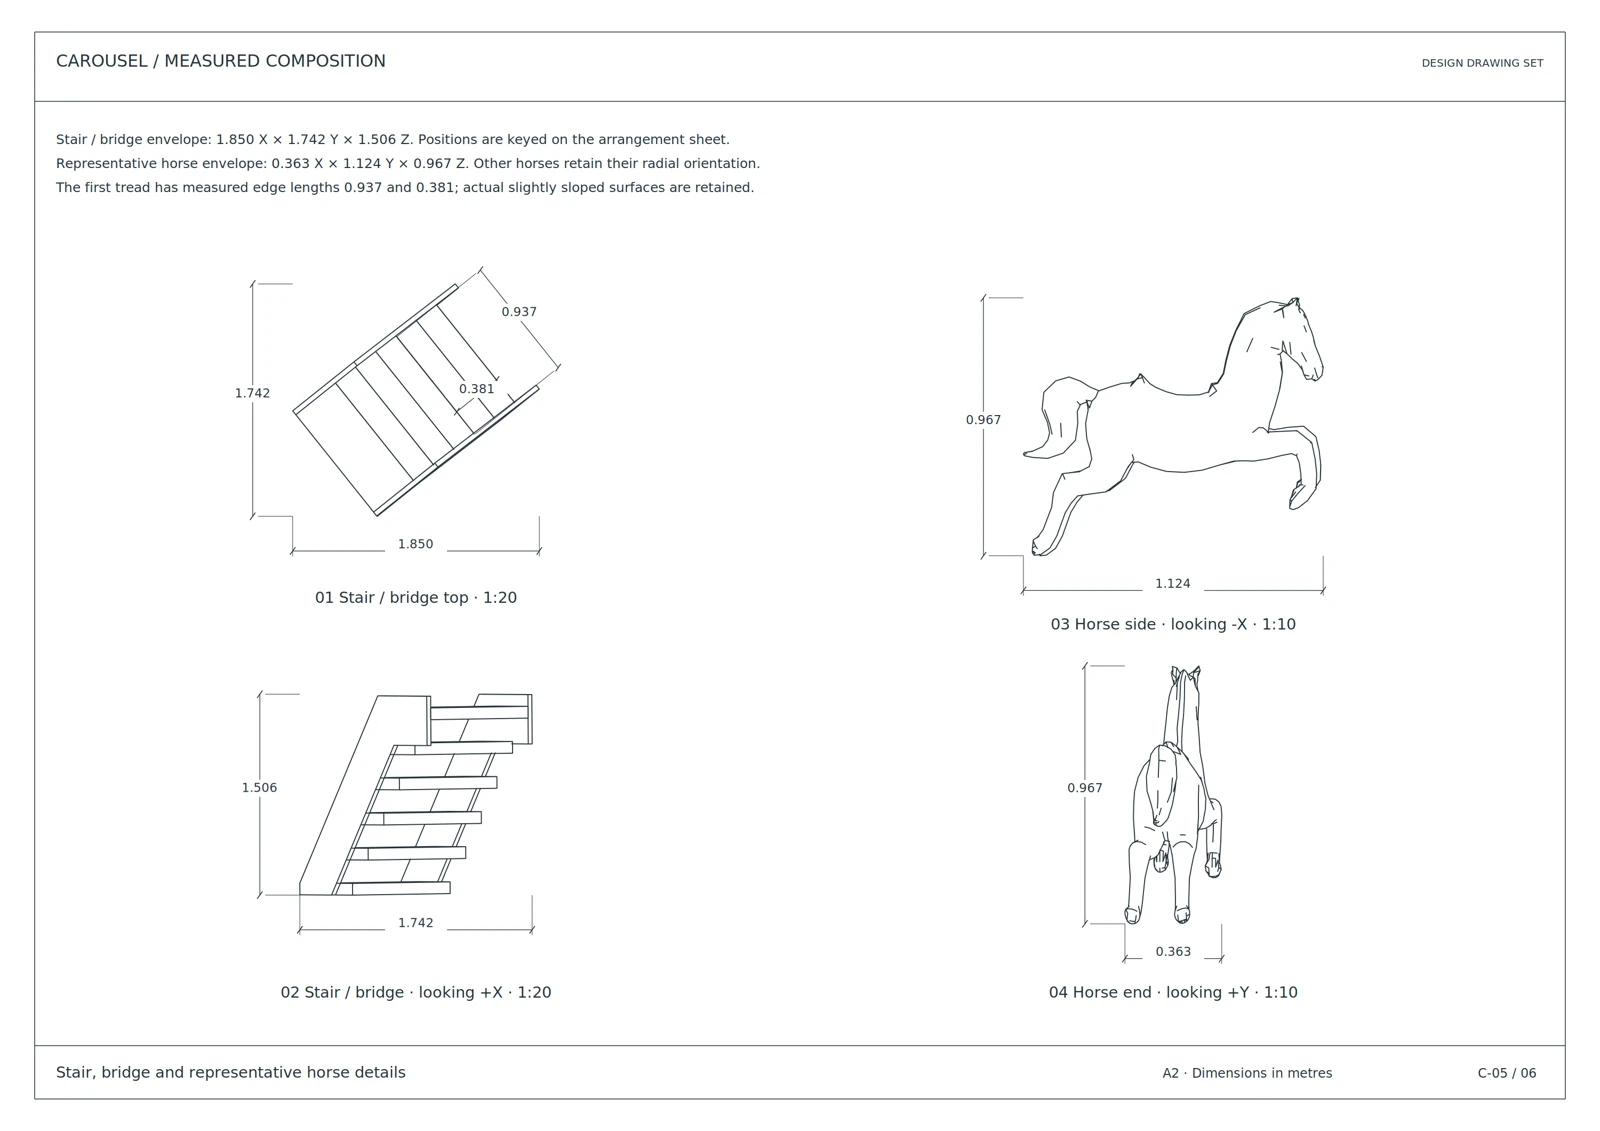 CAROUSEL / MEASURED COMPOSITION
DESIGN DRAWING SET
Stair / bridge envelope: 1.850 X × 1.742 Y × 1.506 Z. Positions are keyed on the arrangement sheet.
Representative horse envelope: 0.363 X × 1.124 Y × 0.967 Z. Other horses retain their radial orientation.
The first tread has measured edge lengths 0.937 and 0.381; actual slightly sloped surfaces are retained.
0.937
0.381
1.742
1.850
01 Stair / bridge top · 1:20
0.967
1.124
03 Horse side · looking -X · 1:10
1.506
1.742
02 Stair / bridge · looking +X · 1:20
0.967
0.363
04 Horse end · looking +Y · 1:10
Stair, bridge and representative horse details
A2 · Dimensions in metres
C-05 / 06